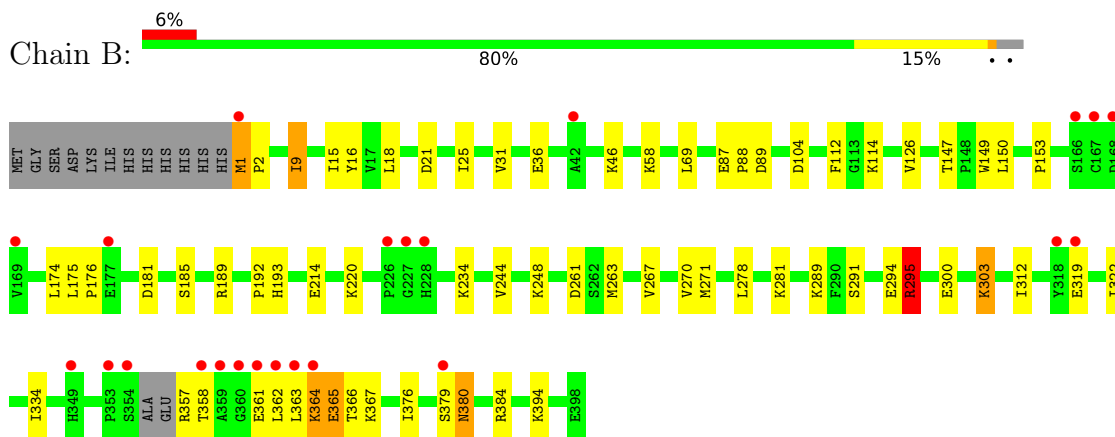 6%
Chain B:
80% 15% • •
MET GLY SER ASP LYS ILE HIS HIS HIS HIS HIS HIS M1 P2 I9 I15 Y16 V17 L18 D21 I25 V31 E36 A42 K46 K58 L69 E87 P88 D89 D104 F112 G113 K114 V126 T147 P148 W149 L150 P153 S166 C167 D168
V169 L174 L175 P176 E177 D181 S185 R189 P192 H193 E214 K220 P226 G227 H228 K234 V244 K248 D261 S262 M263 V267 V270 M271 L278 K281 K289 F290 S291 E294 R295 E300 K303 I312 Y318 E319
I334 H349 P353 S354 ALA GLU R357 T358 A359 G360 E361 L362 L363 K364 E365 T366 K367 I376 S379 N380 R384 K394 E398